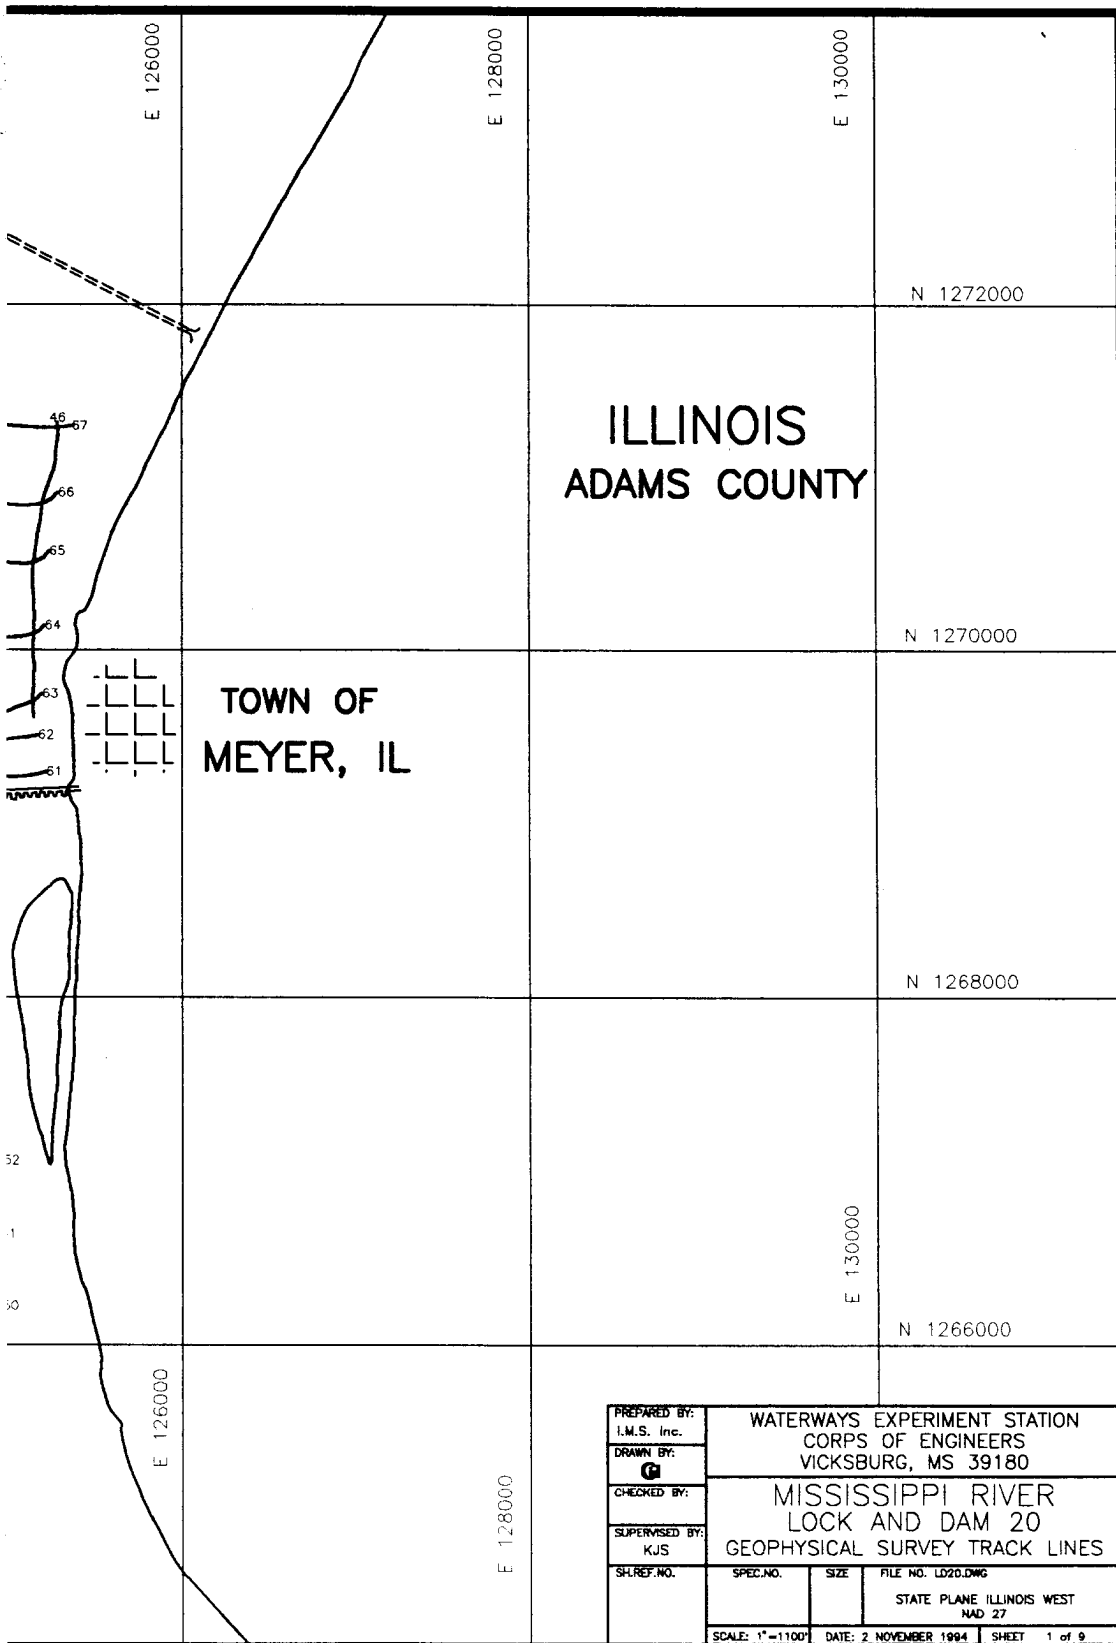 E 126000
E 128000
E 130000
N 1272000
ILLINOIS
ADAMS COUNTY
46
67
66
65
64
N 1270000
63
TOWN OF
62
MEYER, IL
61
N 1268000
52
E 130000
N 1266000
E 126000
E 128000
PREPARED BY:
I.M.S. Inc.
DRAWN BY:
CHECKED BY:
SUPERVISED BY:
KJS
SH.REF.NO.
WATERWAYS EXPERIMENT STATION
CORPS OF ENGINEERS
VICKSBURG, MS 39180
MISSISSIPPI RIVER
LOCK AND DAM 20
GEOPHYSICAL SURVEY TRACK LINES
SPEC.NO.
SIZE
FILE NO. LD20.DWG
STATE PLANE ILLINOIS WEST
NAD 27
SCALE: 1"=1100'
DATE: 2 NOVEMBER 1994
SHEET 1 of 9